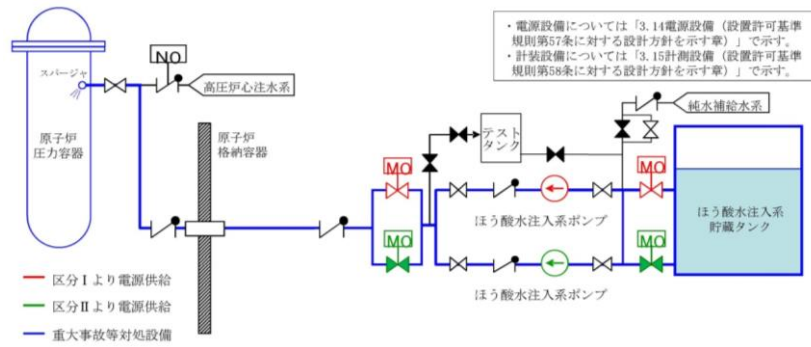 ・電源設備については「3.14電源設備（設置許可基準
規則第57条に対する設計方針を示す章）」で示す。
・計装設備については「3.15計測設備（設置許可基準
規則第58条に対する設計方針を示す章）」で示す。
NO
スパージャ
高圧炉心注水系
純水補給水系
テスト
タンク
原子炉
圧力容器
原子炉
格納容器
MO
MO
ほう酸水注入系ポンプ
ほう酸水注入系
貯蔵タンク
MO
MO
ほう酸水注入系ポンプ
区分Ⅰより電源供給
区分Ⅱより電源供給
重大事故等対処設備